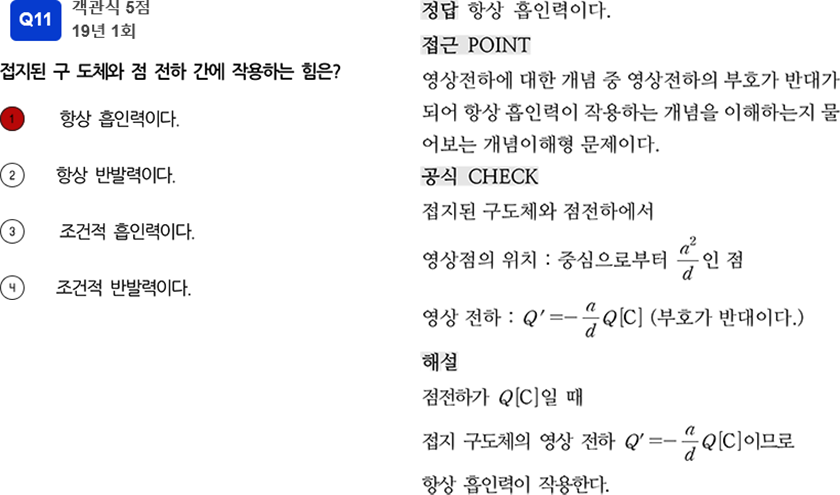 Q11
객관식 5점
19년 1회
접지된 구 도체와 점 전하 간에 작용하는 힘은?
1 항상 흡인력이다.
2 항상 반발력이다.
3 조건적 흡인력이다.
4 조건적 반발력이다.
정답 항상 흡인력이다.
접근 POINT
영상전하에 대한 개념 중 영상전하의 부호가 반대가
되어 항상 흡인력이 작용하는 개념을 이해하는지 물
어보는 개념이해형 문제이다.
공식 CHECK
접지된 구도체와 점전하에서
영상점의 위치 : 중심으로부터 a²/d 인 점
영상 전하 : Q′=−a/d Q[C] (부호가 반대이다.)
해설
점전하가 Q[C]일 때
접지 구도체의 영상 전하 Q′=−a/d Q[C]이므로
항상 흡인력이 작용한다.